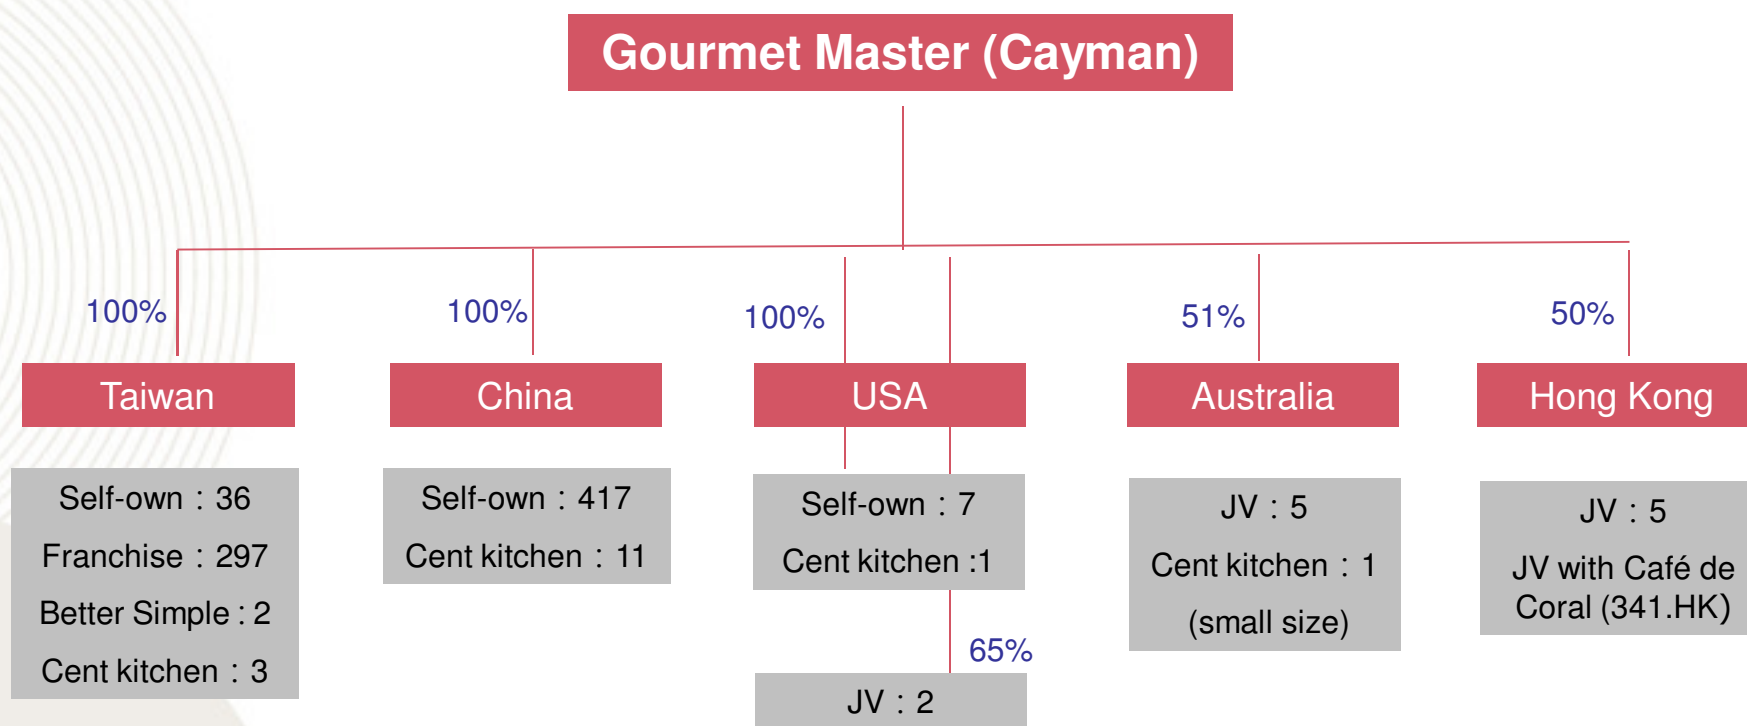 Gourmet Master (Cayman)
100%
100%
100%
51%
50%
Taiwan
China
USA
Australia
Hong Kong
Self-own：36
Franchise：297
Better Simple : 2
Cent kitchen：3
Self-own：417
Cent kitchen：11
Self-own：7
Cent kitchen :1
65%
JV：2
JV：5
Cent kitchen：1
(small size)
JV：5
JV with Café de
Coral (341.HK)